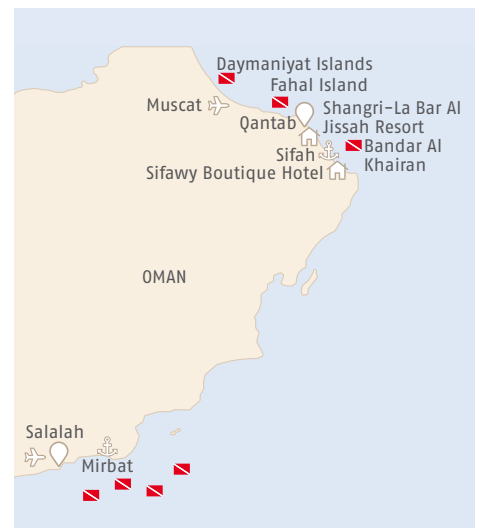 Daymaniyat Islands
Fahal Island
Muscat
Shangri-La Bar Al
Jissah Resort
Qantab
Sifah
Bandar Al
Khairan
Sifawy Boutique Hotel
OMAN
Salalah
Mirbat